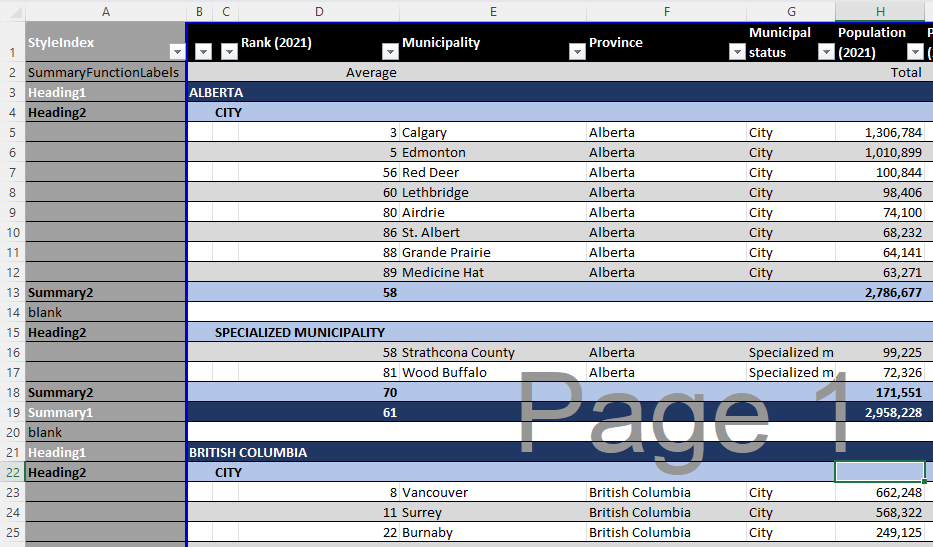 A B C D E F G H
1 StyleIndex Rank (2021) Municipality Province Municipal status Population (2021) P (
2 SummaryFunctionLabels Average Total
3 Heading1 ALBERTA
4 Heading2 CITY
5 3 Calgary Alberta City 1,306,784
6 5 Edmonton Alberta City 1,010,899
7 56 Red Deer Alberta City 100,844
8 60 Lethbridge Alberta City 98,406
9 80 Airdrie Alberta City 74,100
10 86 St. Albert Alberta City 68,232
11 88 Grande Prairie Alberta City 64,141
12 89 Medicine Hat Alberta City 63,271
13 Summary2 58 2,786,677
14 blank
15 Heading2 SPECIALIZED MUNICIPALITY
16 58 Strathcona County Alberta Specialized m 99,225
17 81 Wood Buffalo Alberta Specialized m 72,326
18 Summary2 70 171,551
19 Summary1 61 2,958,228
Page 1
20 blank
21 Heading1 BRITISH COLUMBIA
22 Heading2 CITY
23 8 Vancouver British Columbia City 662,248
24 11 Surrey British Columbia City 568,322
25 22 Burnaby British Columbia City 249,125